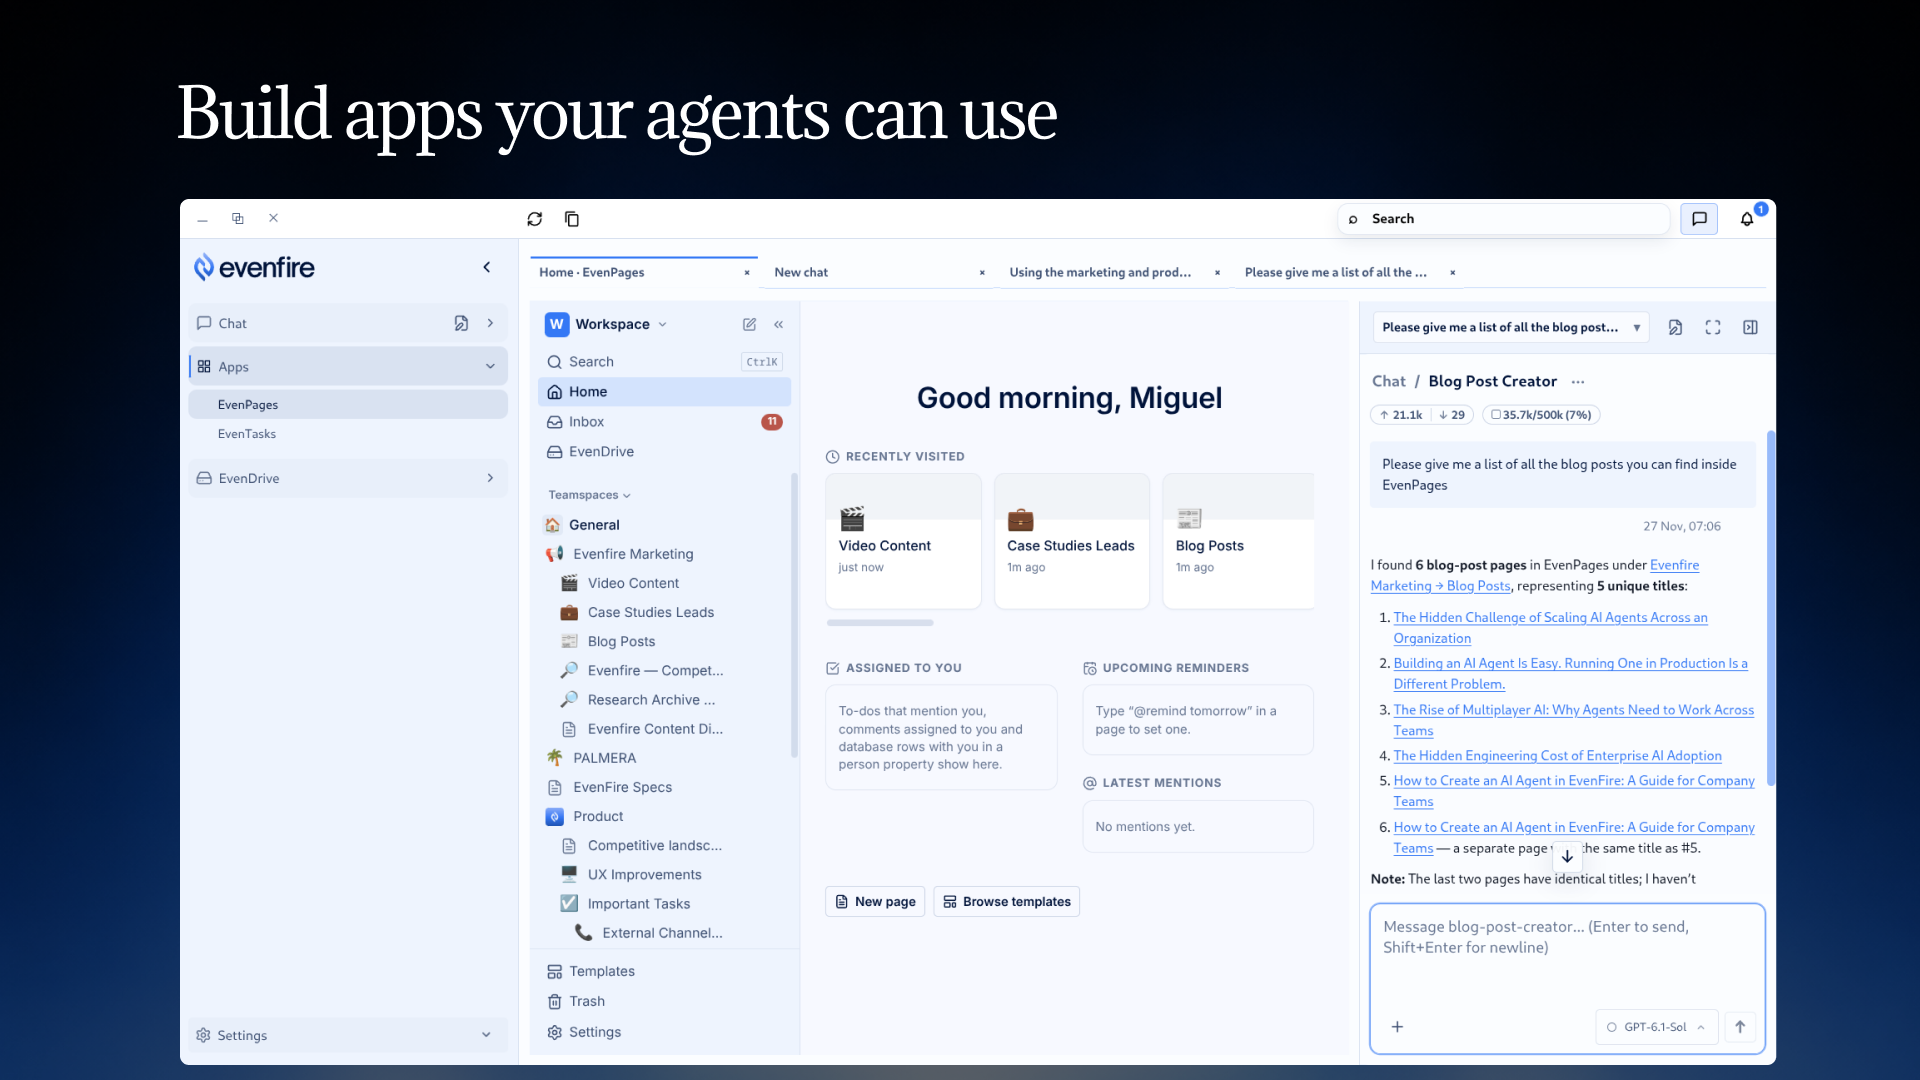 Build apps your agents can use
Search
1
evenfire
Chat
Apps
EvenPages
EvenTasks
EvenDrive
Settings
Home · EvenPages
New chat
Using the marketing and prod...
Please give me a list of all the ...
W Workspace
Search CtrlK
Home
Inbox 11
EvenDrive
Teamspaces
General
Evenfire Marketing
Video Content
Case Studies Leads
Blog Posts
Evenfire — Compet...
Research Archive ...
Evenfire Content Di...
PALMERA
EvenFire Specs
Product
Competitive landsc...
UX Improvements
Important Tasks
External Channel...
Templates
Trash
Settings
Good morning, Miguel
RECENTLY VISITED
Video Content
just now
Case Studies Leads
1m ago
Blog Posts
1m ago
ASSIGNED TO YOU
To-dos that mention you,
comments assigned to you and
database rows with you in a
person property show here.
UPCOMING REMINDERS
Type “@remind tomorrow” in a
page to set one.
LATEST MENTIONS
No mentions yet.
New page
Browse templates
Please give me a list of all the blog post...
Chat / Blog Post Creator ...
↑ 21.1k ↓ 29 35.7k/500k (7%)
Please give me a list of all the blog posts you can find inside
EvenPages
27 Nov, 07:06
I found 6 blog-post pages in EvenPages under Evenfire
Marketing → Blog Posts, representing 5 unique titles:
1. The Hidden Challenge of Scaling AI Agents Across an
Organization
2. Building an AI Agent Is Easy. Running One in Production Is a
Different Problem.
3. The Rise of Multiplayer AI: Why Agents Need to Work Across
Teams
4. The Hidden Engineering Cost of Enterprise AI Adoption
5. How to Create an AI Agent in EvenFire: A Guide for Company
Teams
6. How to Create an AI Agent in EvenFire: A Guide for Company
Teams — a separate page the same title as #5.
Note: The last two pages have identical titles; I haven’t
Message blog-post-creator... (Enter to send,
Shift+Enter for newline)
GPT-6.1-Sol